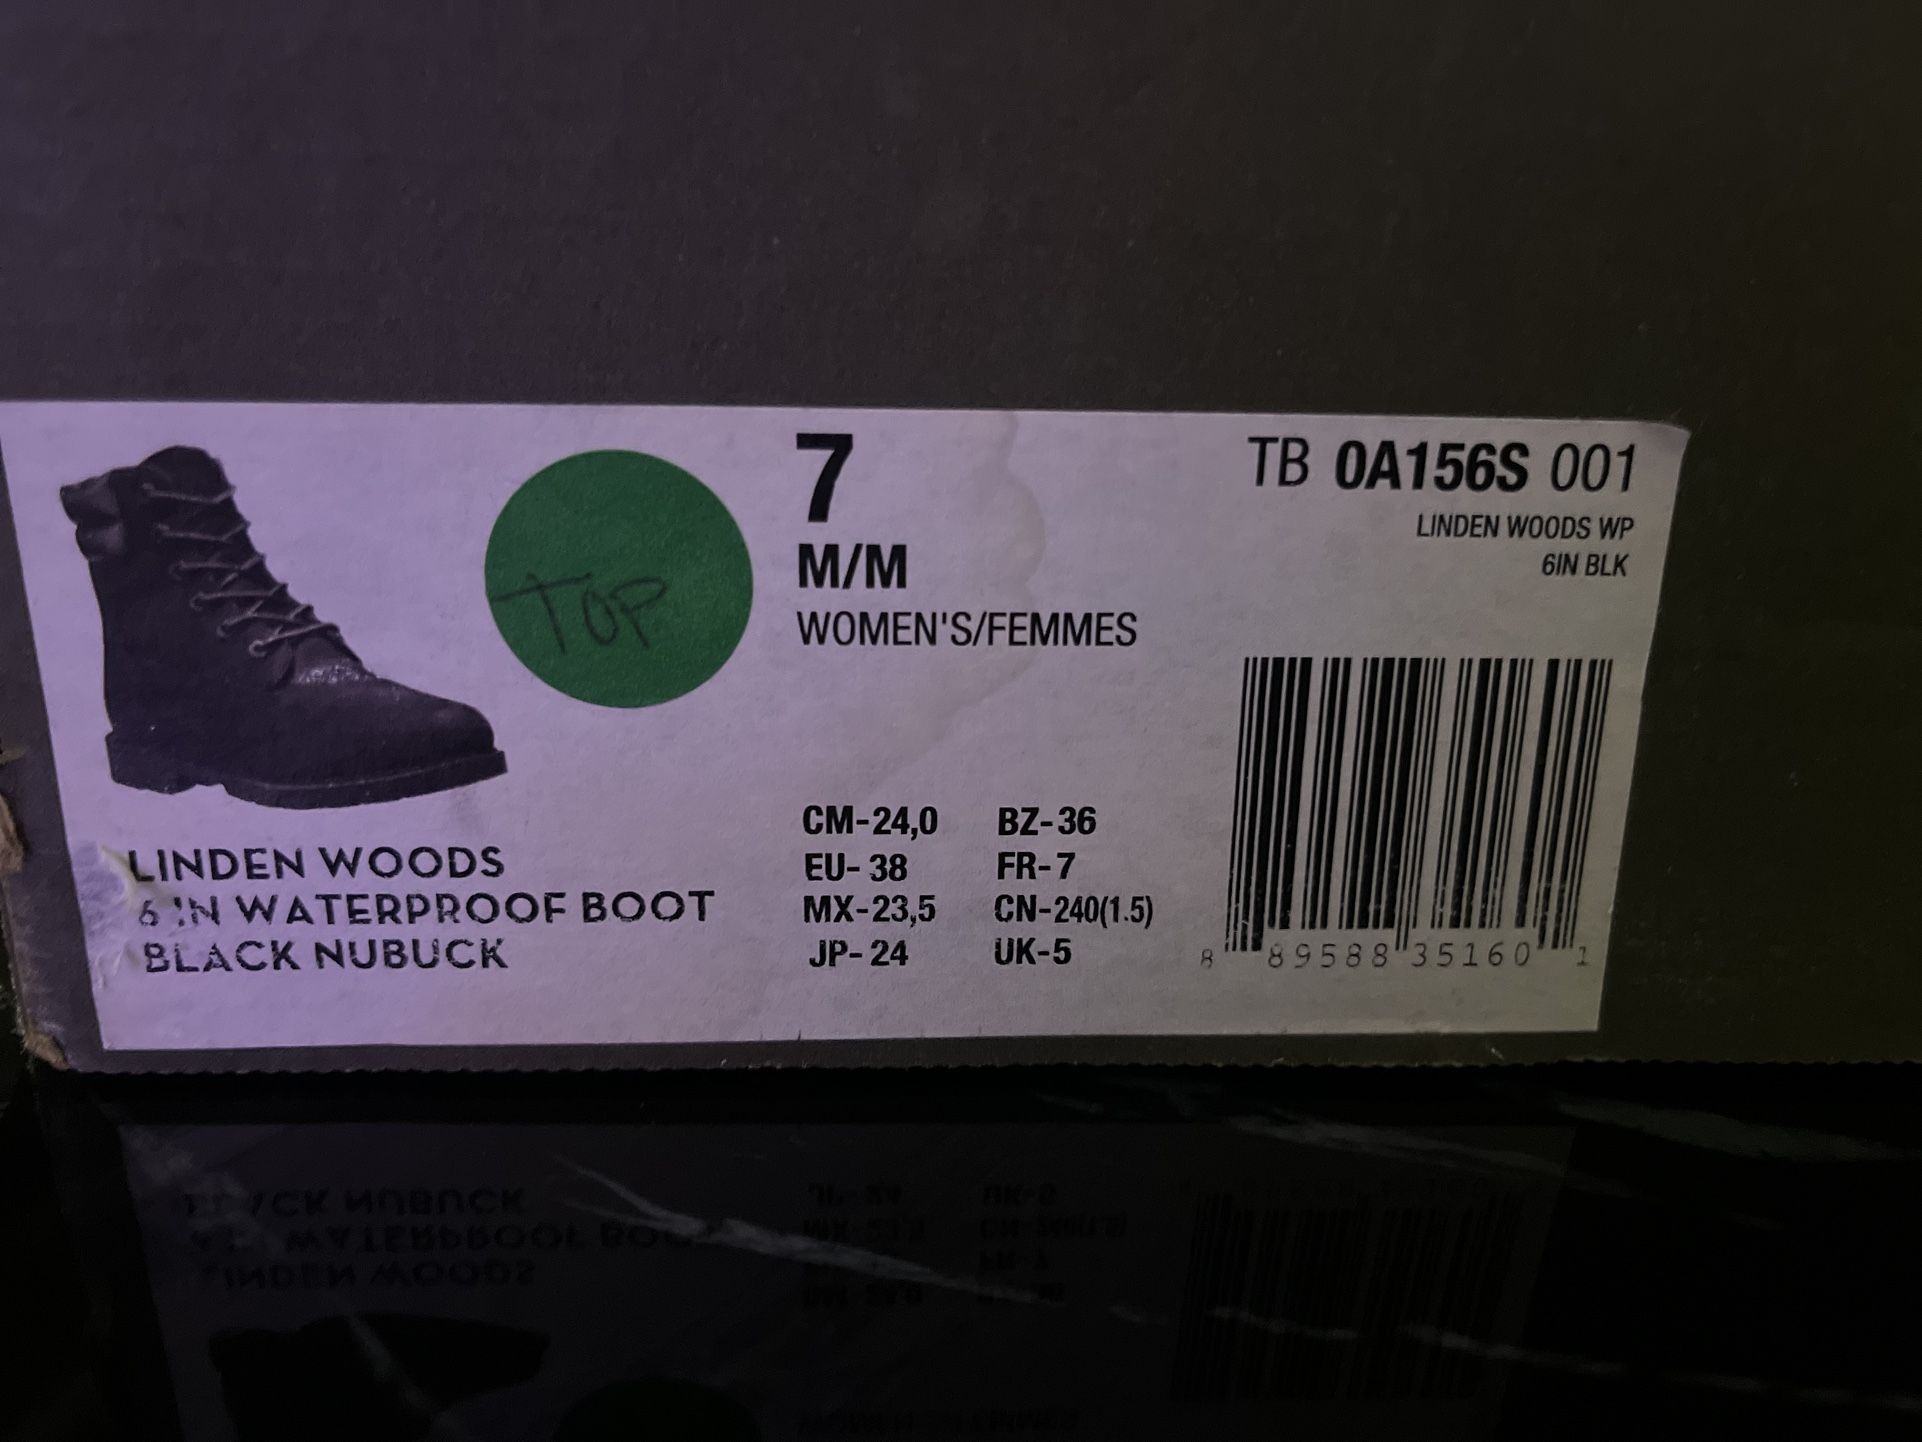 TOP
7
M/M
WOMEN'S/FEMMES
TB 0A156S 001
LINDEN WOODS WP
6IN BLK
LINDEN WOODS
6 IN WATERPROOF BOOT
BLACK NUBUCK
CM-24,0 BZ-36
EU- 38 FR-7
MX-23,5 CN-240(1.5)
JP- 24 UK-5
8 89588 35160 1